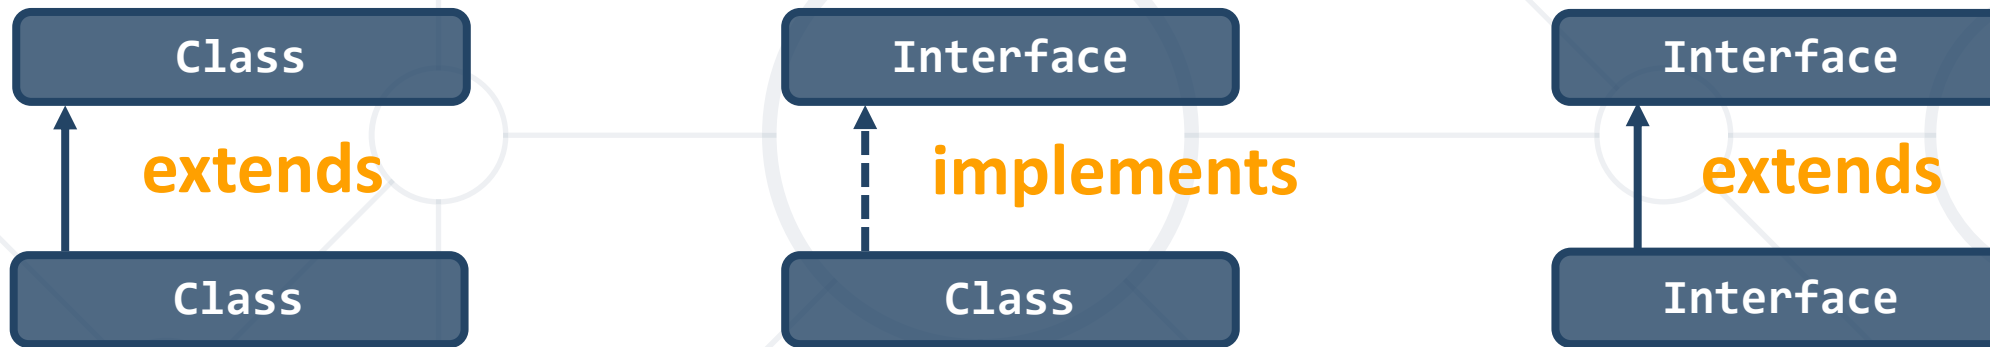 Class Interface Interface
extends implements extends
Class Class Interface